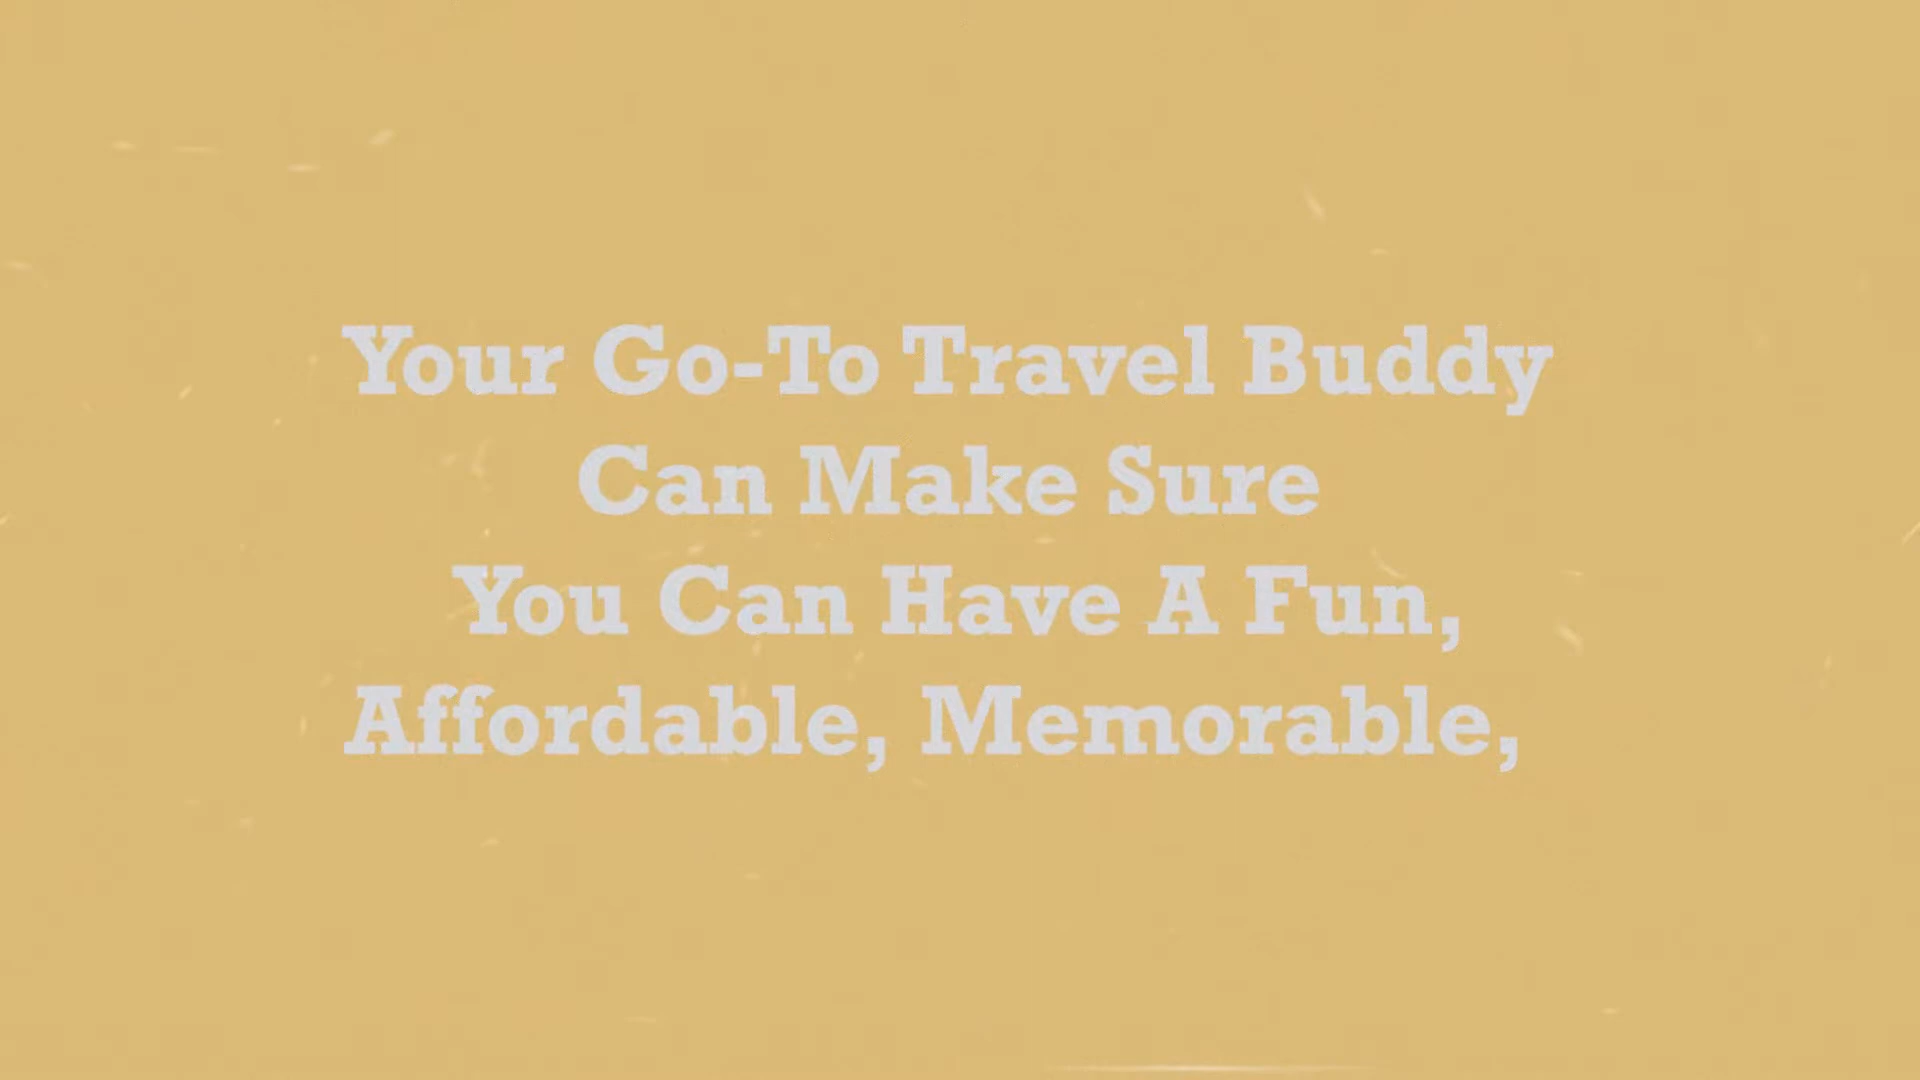 Your Go-To Travel Buddy
Can Make Sure
You Can Have A Fun,
Affordable, Memorable,